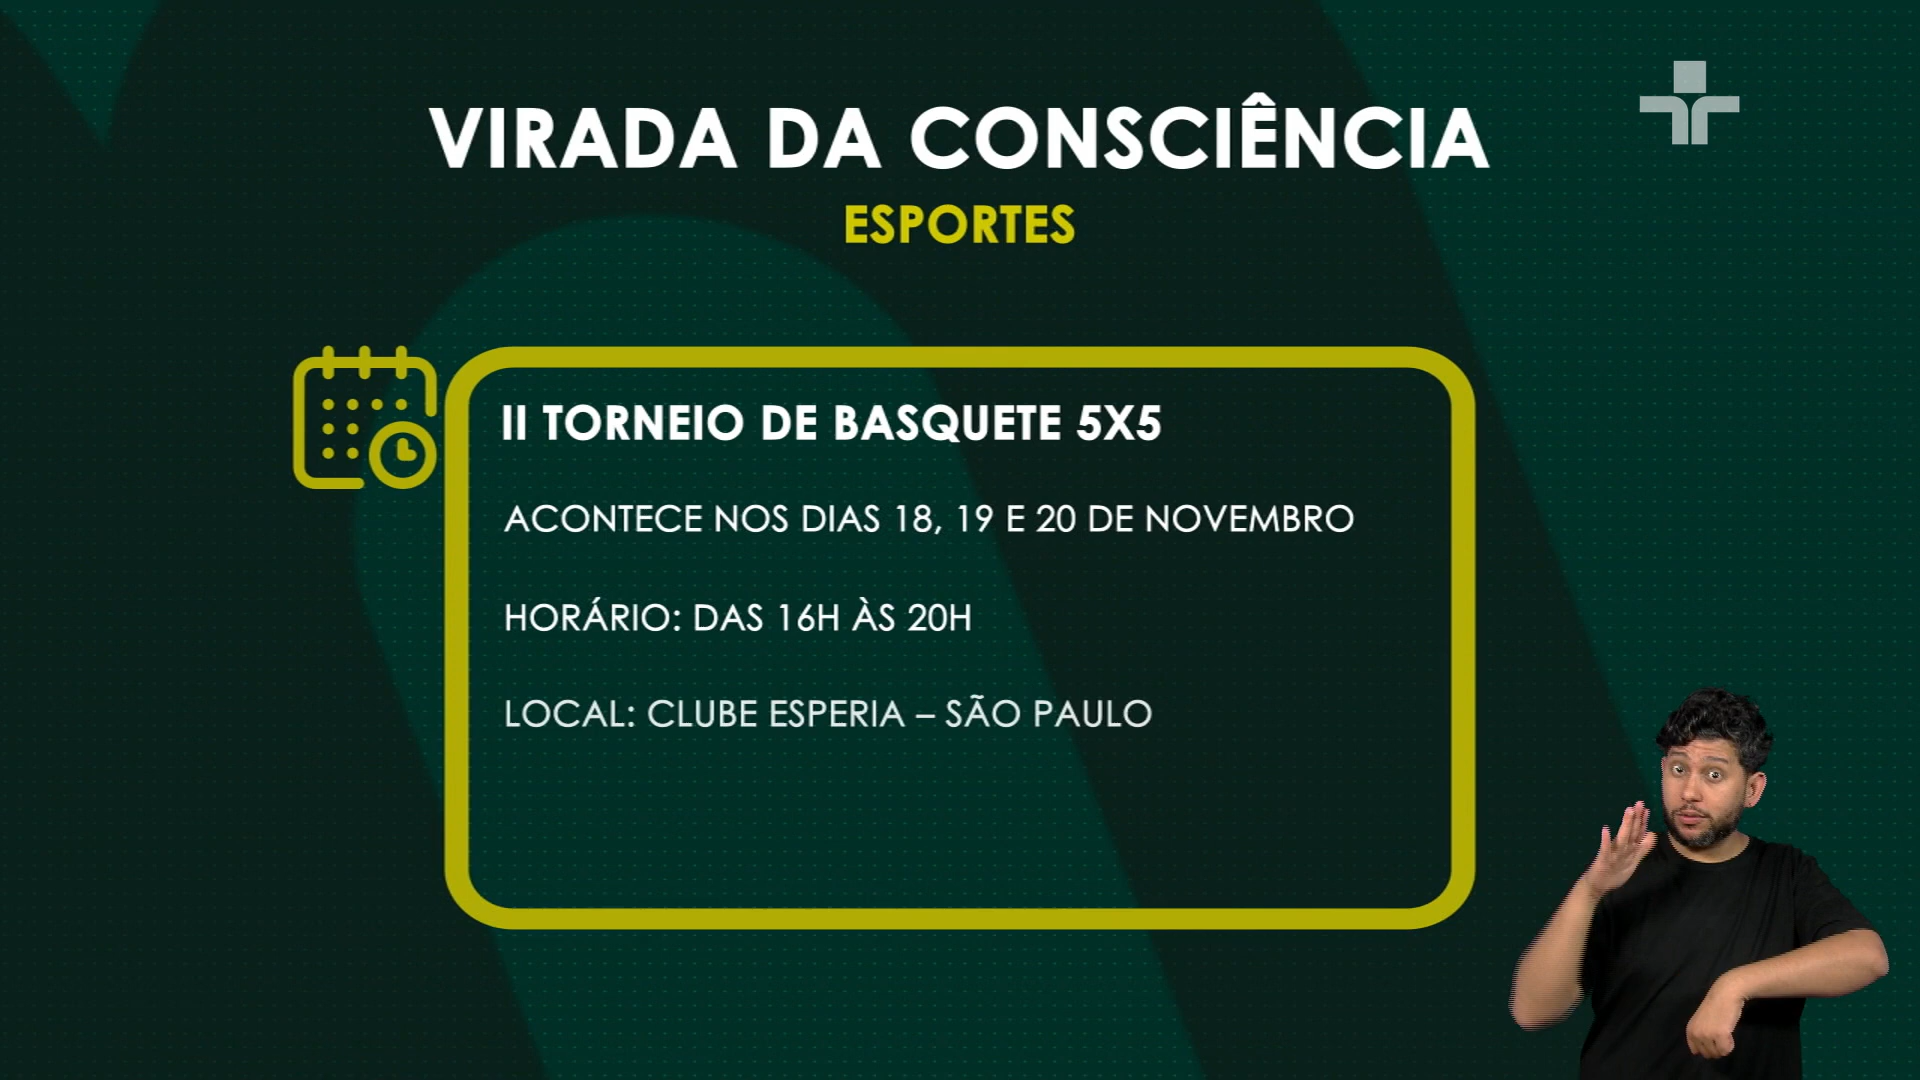 VIRADA DA CONSCIÊNCIA
ESPORTES
II TORNEIO DE BASQUETE 5X5
ACONTECE NOS DIAS 18, 19 E 20 DE NOVEMBRO
HORÁRIO: DAS 16H ÀS 20H
LOCAL: CLUBE ESPERIA – SÃO PAULO